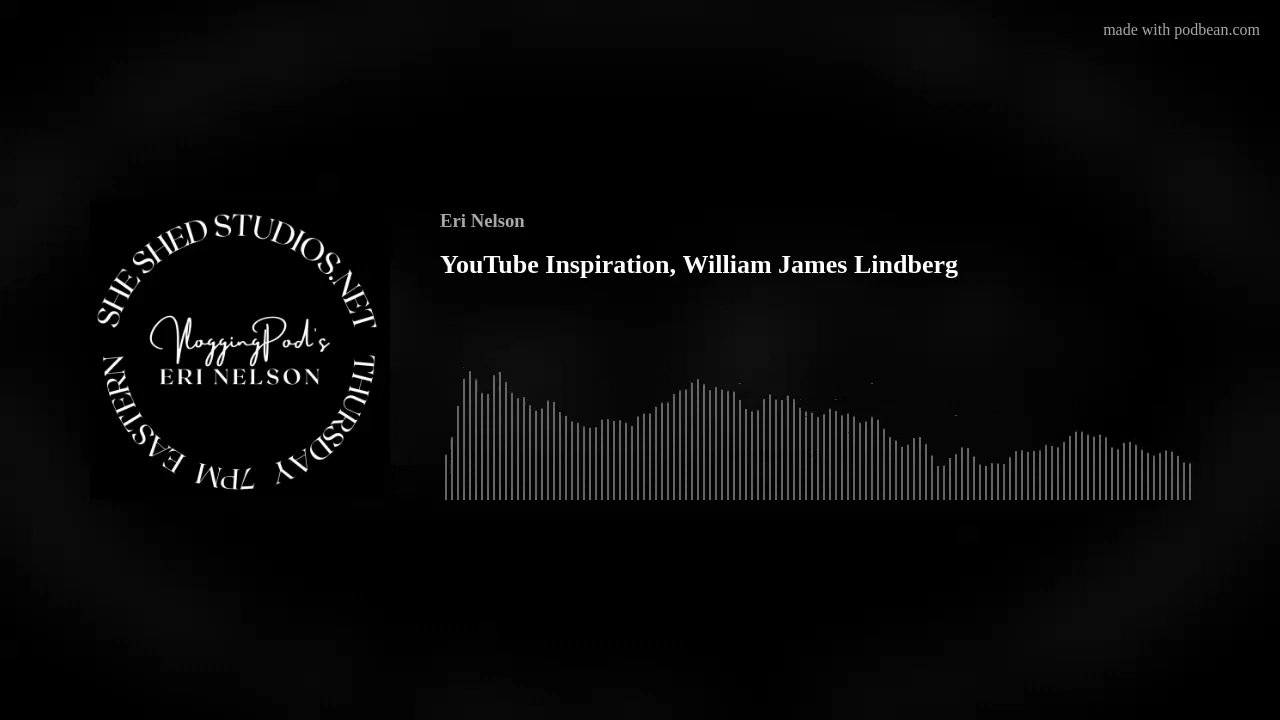 made with podbean.com
SHE SHED STUDIOS.NET
VloggingPod's
ERI NELSON
THURSDAY 7PM EASTERN
Eri Nelson
YouTube Inspiration, William James Lindberg